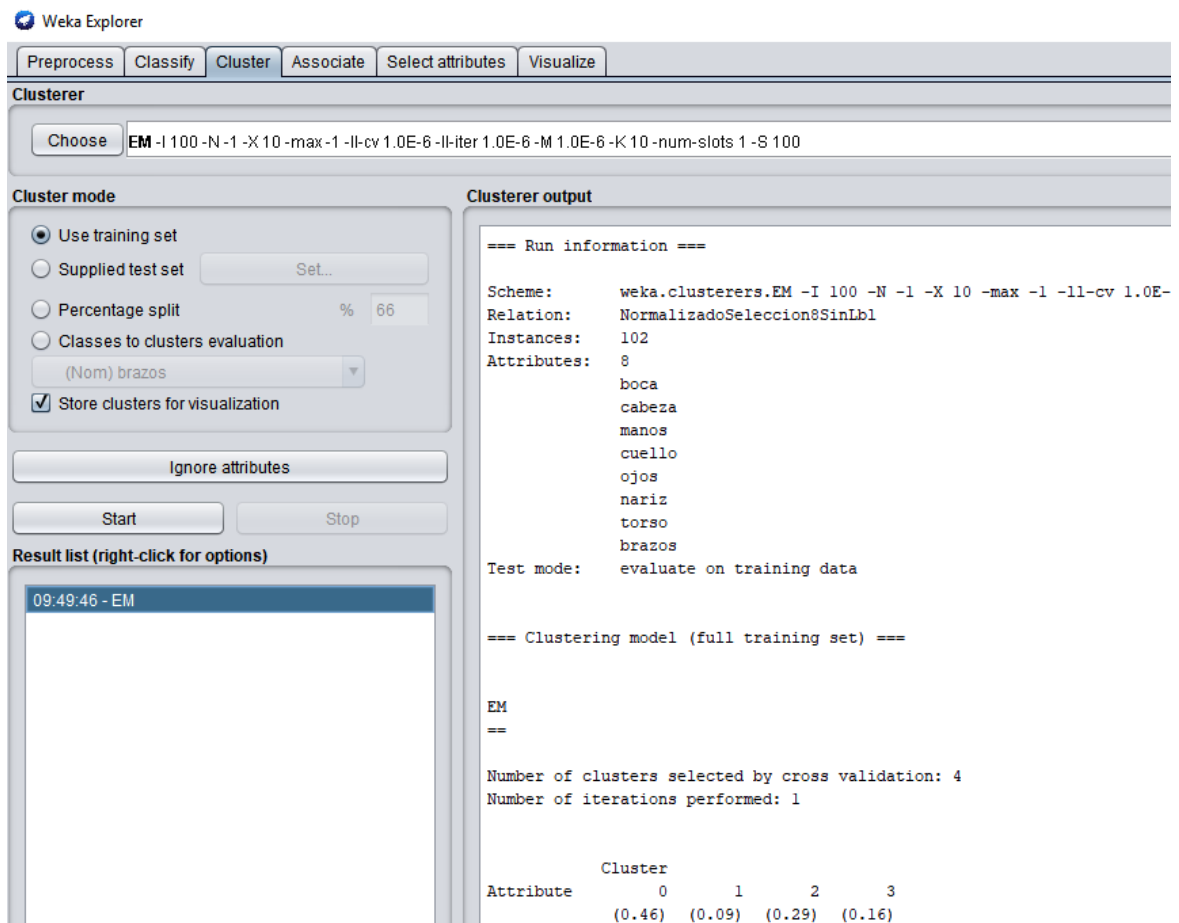 Weka Explorer
Preprocess Classify Cluster Associate Select attributes Visualize
Clusterer
Choose EM -I 100 -N -1 -X 10 -max -1 -ll-cv 1.0E-6 -ll-iter 1.0E-6 -M 1.0E-6 -K 10 -num-slots 1 -S 100
Cluster mode
Use training set
Supplied test set Set...
Percentage split % 66
Classes to clusters evaluation
(Nom) brazos
Store clusters for visualization
Ignore attributes
Start Stop
Result list (right-click for options)
09:49:46 - EM
Clusterer output
=== Run information ===
Scheme: weka.clusterers.EM -I 100 -N -1 -X 10 -max -1 -ll-cv 1.0E-
Relation: NormalizadoSeleccion8SinLbl
Instances: 102
Attributes: 8
boca
cabeza
manos
cuello
ojos
nariz
torso
brazos
Test mode: evaluate on training data
=== Clustering model (full training set) ===
EM
==
Number of clusters selected by cross validation: 4
Number of iterations performed: 1
Cluster
Attribute 0 1 2 3
(0.46) (0.09) (0.29) (0.16)